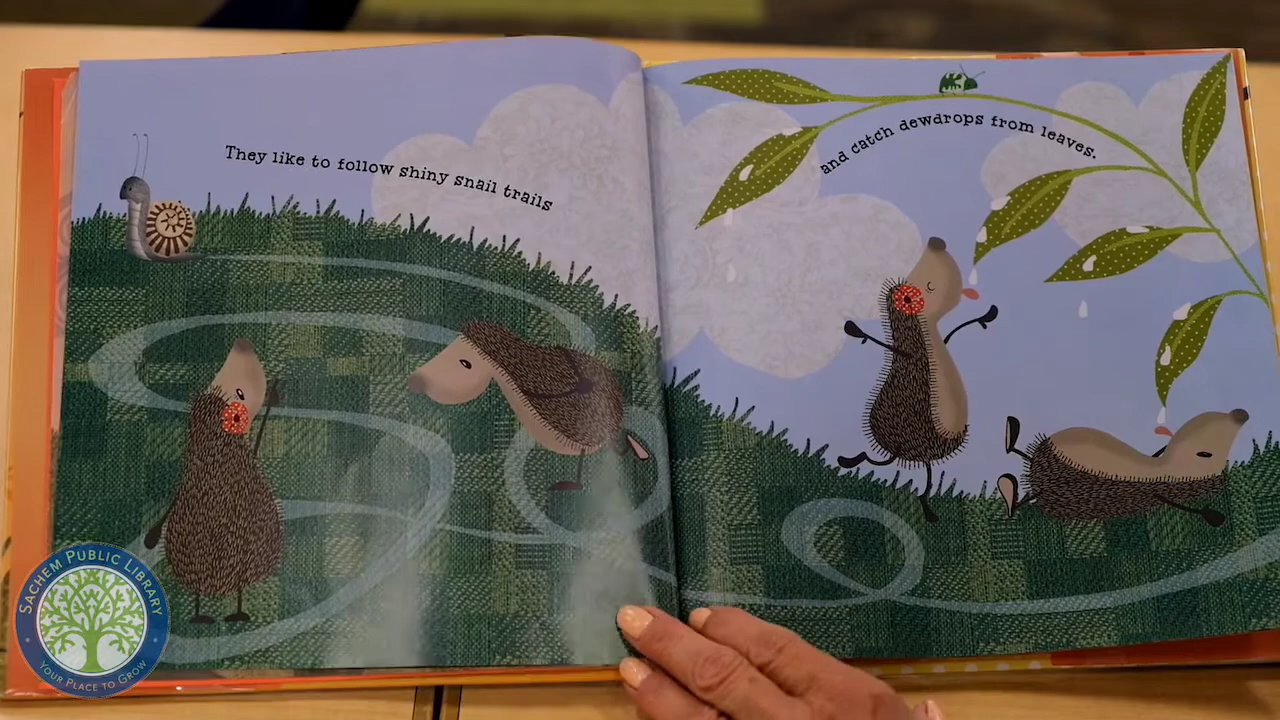 They like to follow shiny snail trails
and catch dewdrops from leaves.
SACHEM PUBLIC LIBRARY
YOUR PLACE TO GROW